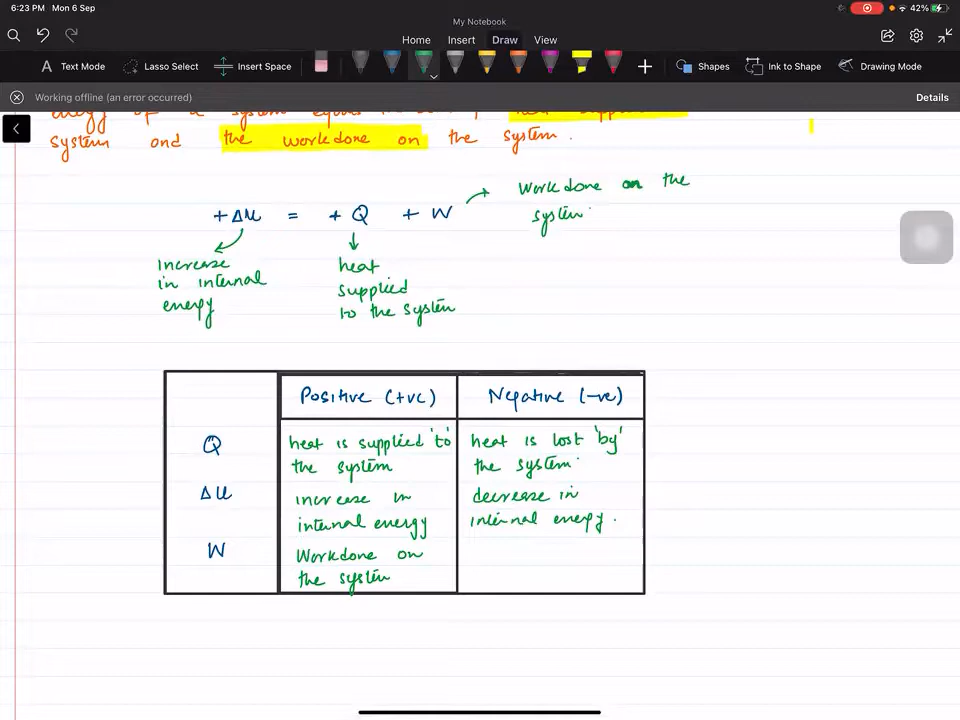 6:23 PM Mon 6 Sep
42%
My Notebook
Home Insert Draw View
Text Mode Lasso Select Insert Space Shapes Ink to Shape Drawing Mode
Working offline (an error occurred) Details
energy of a system equals
system and the workdone on the system.
+ΔU = +Q + W
Workdone on the
system
increase
in internal
energy
heat
supplied
to the system
Positive (+ve) Negative (-ve)
Q
heat is supplied 'to'
the system
heat is lost 'by'
the system
ΔU
increase in
internal energy
decrease in
internal energy.
W
Workdone on
the system